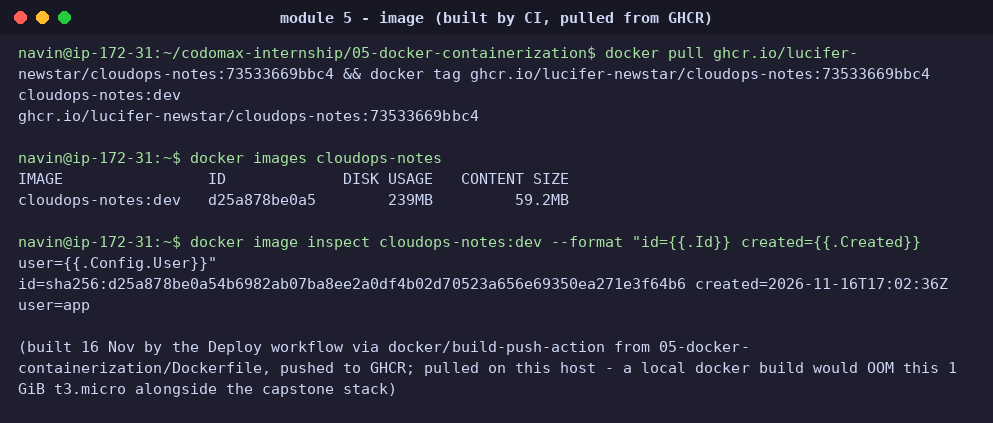 module 5 - image (built by CI, pulled from GHCR)
navin@ip-172-31:~/codomax-internship/05-docker-containerization$ docker pull ghcr.io/lucifer-
newstar/cloudops-notes:73533669bbc4 && docker tag ghcr.io/lucifer-newstar/cloudops-notes:73533669bbc4
cloudops-notes:dev
ghcr.io/lucifer-newstar/cloudops-notes:73533669bbc4
navin@ip-172-31:~$ docker images cloudops-notes
IMAGE                ID             DISK USAGE   CONTENT SIZE
cloudops-notes:dev   d25a878be0a5        239MB         59.2MB
navin@ip-172-31:~$ docker image inspect cloudops-notes:dev --format "id={{.Id}} created={{.Created}}
user={{.Config.User}}"
id=sha256:d25a878be0a54b6982ab07ba8ee2a0df4b02d70523a656e69350ea271e3f64b6 created=2026-11-16T17:02:36Z
user=app
(built 16 Nov by the Deploy workflow via docker/build-push-action from 05-docker-
containerization/Dockerfile, pushed to GHCR; pulled on this host - a local docker build would OOM this 1
GiB t3.micro alongside the capstone stack)